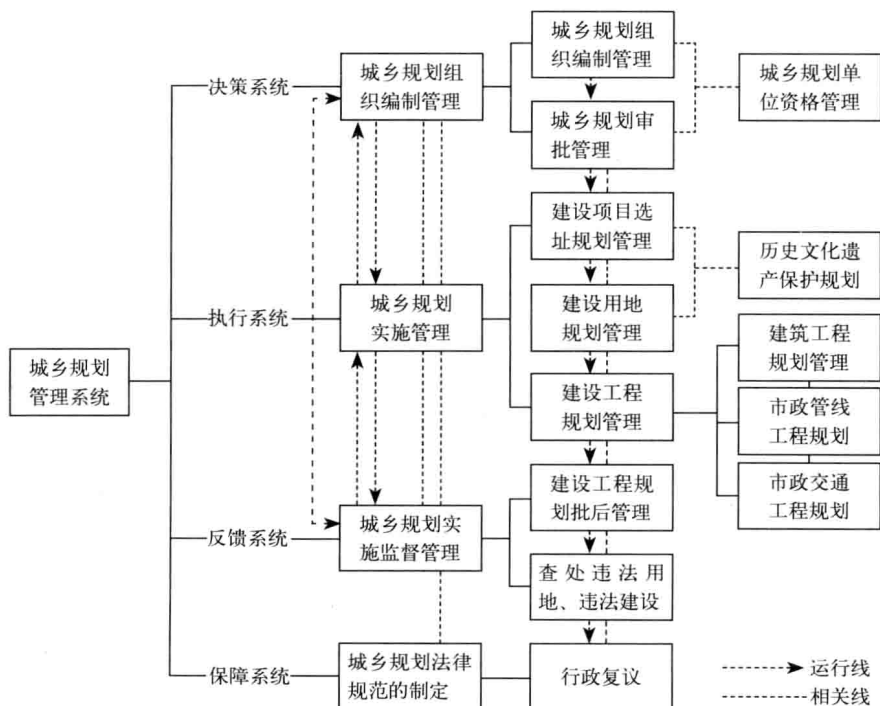 城乡规划
管理系统
决策系统
执行系统
反馈系统
保障系统
城乡规划组
织编制管理
城乡规划
实施管理
城乡规划实
施监督管理
城乡规划法律
规范的制定
城乡规划组
织编制管理
城乡规划审
批管理
建设项目选
址规划管理
建设用地
规划管理
建设工程
规划管理
建设工程规
划批后管理
查处违法用
地、违法建设
行政复议
城乡规划单
位资格管理
历史文化遗
产保护规划
建筑工程
规划管理
市政管线
工程规划
市政交通
工程规划
运行线
相关线